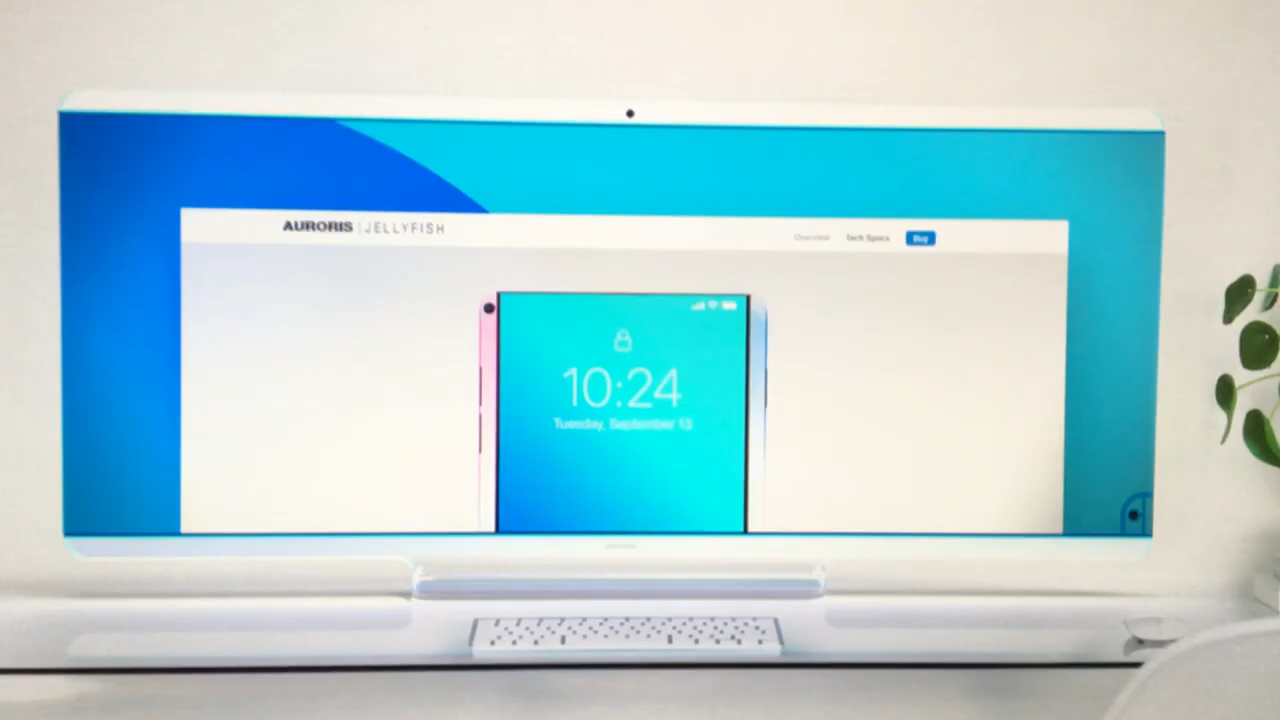 AURORIS | JELLYFISH
Overview Tech Specs Buy
10:24
Tuesday, September 13